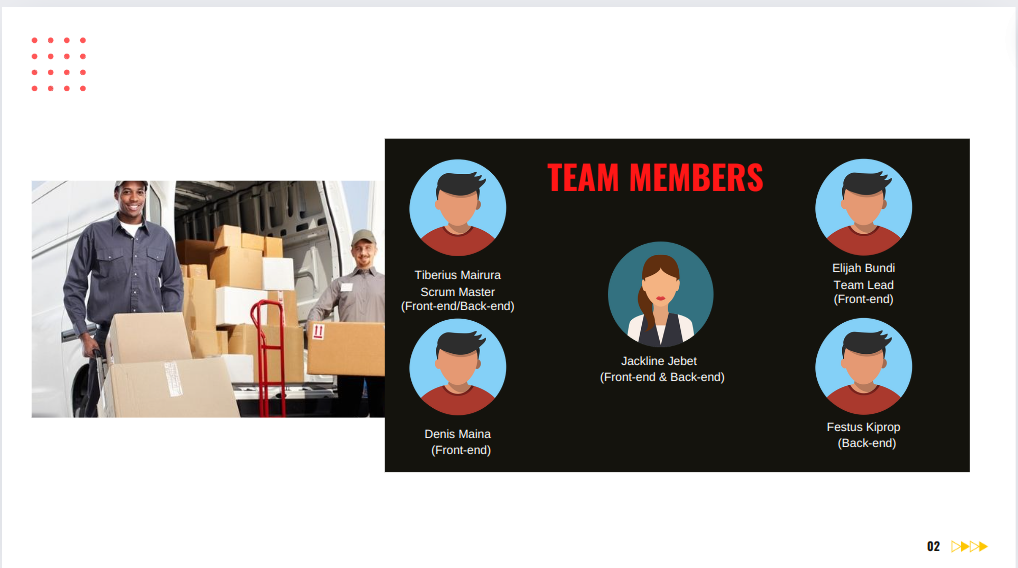 TEAM MEMBERS
Tiberius Mairura
Scrum Master
(Front-end/Back-end)
Elijah Bundi
Team Lead
(Front-end)
Jackline Jebet
(Front-end & Back-end)
Denis Maina
(Front-end)
Festus Kiprop
(Back-end)
02